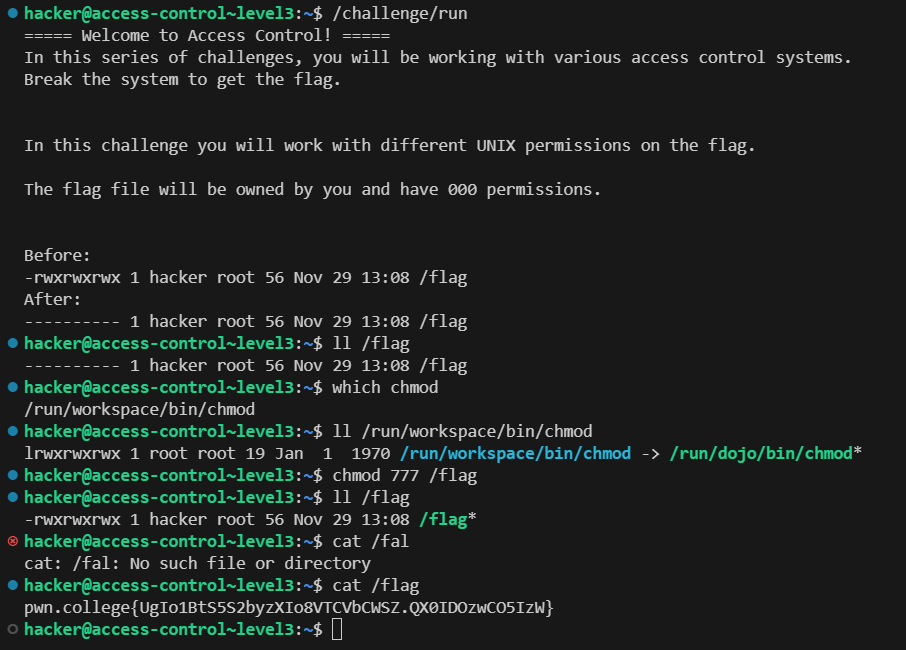 hacker@access-control~level3:~$ /challenge/run
===== Welcome to Access Control! =====
In this series of challenges, you will be working with various access control systems.
Break the system to get the flag.
In this challenge you will work with different UNIX permissions on the flag.
The flag file will be owned by you and have 000 permissions.
Before:
-rwxrwxrwx 1 hacker root 56 Nov 29 13:08 /flag
After:
---------- 1 hacker root 56 Nov 29 13:08 /flag
hacker@access-control~level3:~$ ll /flag
---------- 1 hacker root 56 Nov 29 13:08 /flag
hacker@access-control~level3:~$ which chmod
/run/workspace/bin/chmod
hacker@access-control~level3:~$ ll /run/workspace/bin/chmod
lrwxrwxrwx 1 root root 19 Jan  1  1970 /run/workspace/bin/chmod -> /run/dojo/bin/chmod*
hacker@access-control~level3:~$ chmod 777 /flag
hacker@access-control~level3:~$ ll /flag
-rwxrwxrwx 1 hacker root 56 Nov 29 13:08 /flag*
hacker@access-control~level3:~$ cat /fal
cat: /fal: No such file or directory
hacker@access-control~level3:~$ cat /flag
pwn.college{UgIo1BtS5S2byzXIo8VTCVbCWSZ.QX0IDOzwCO5IzW}
hacker@access-control~level3:~$